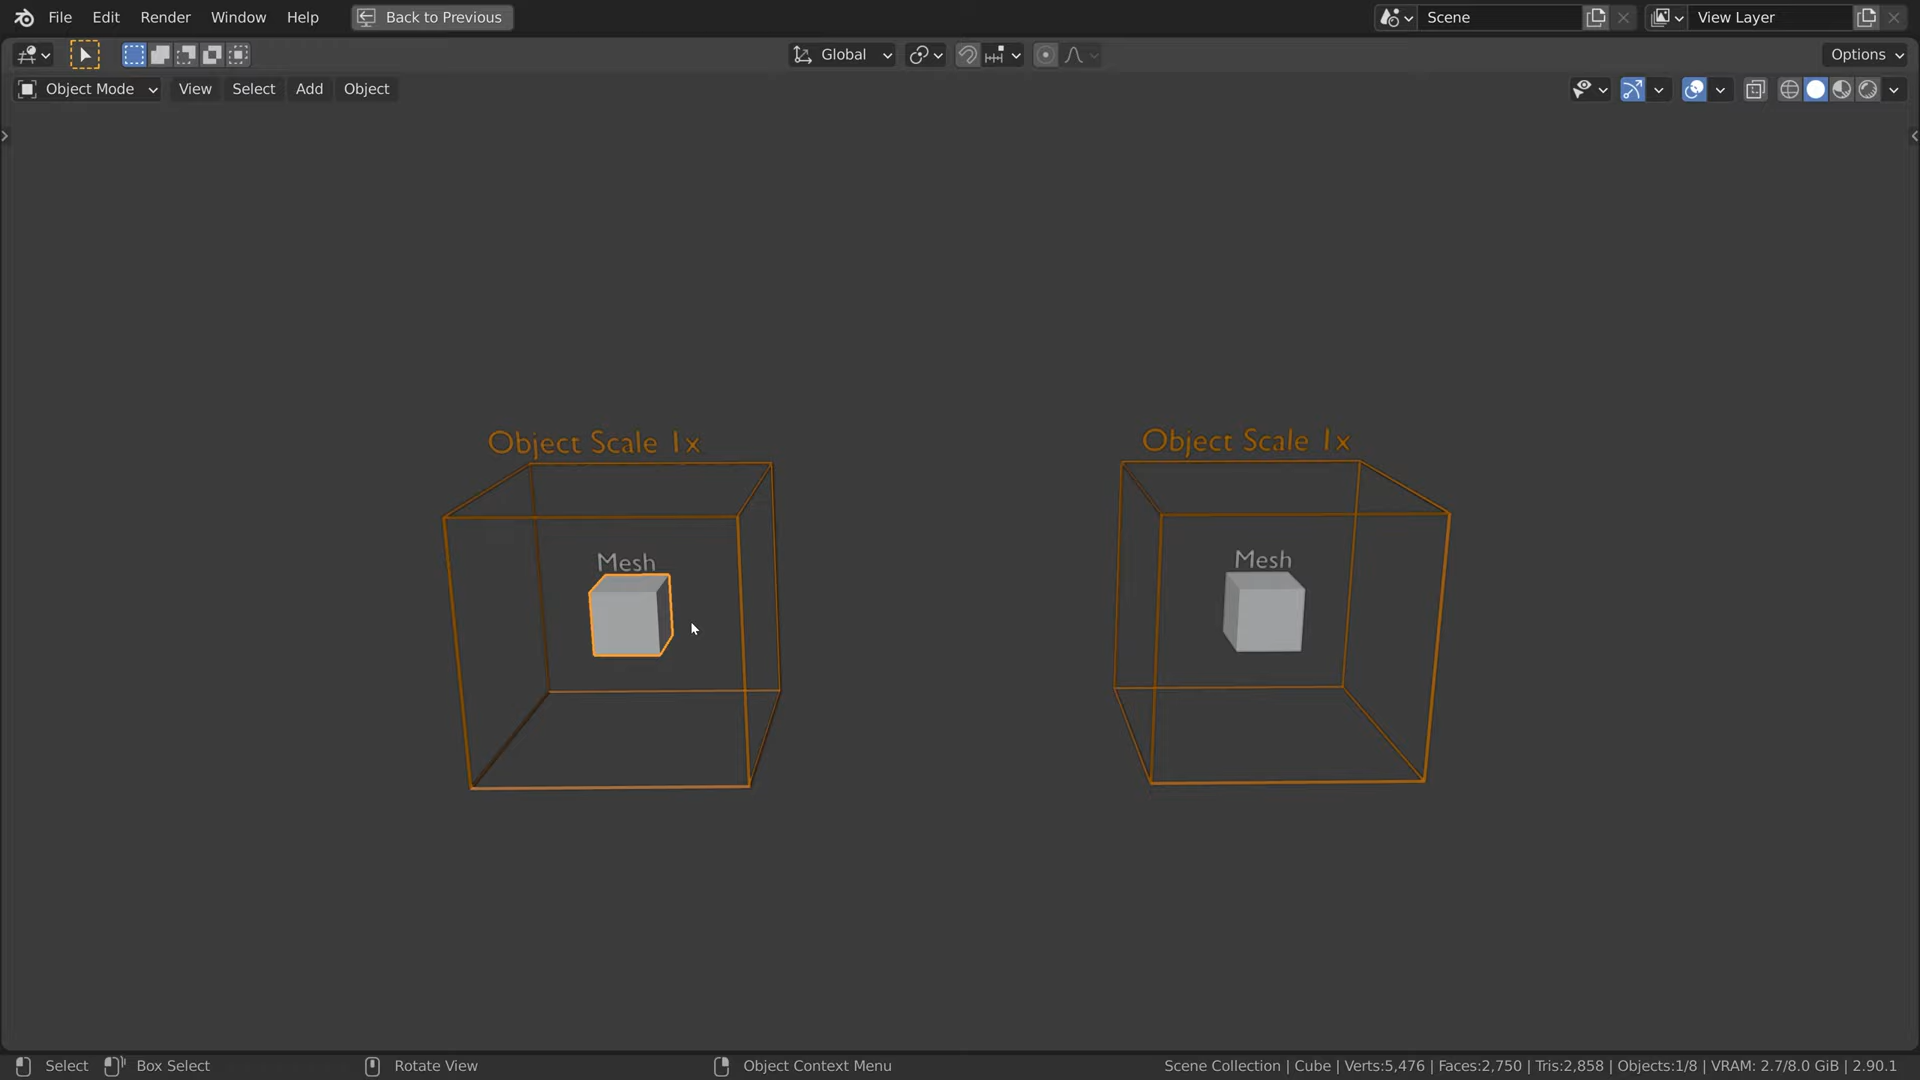 File Edit Render Window Help Back to Previous Scene View Layer
Global Options
Object Mode View Select Add Object
Object Scale 1x Object Scale 1x
Mesh Mesh
Select Box Select Rotate View Object Context Menu Scene Collection | Cube | Verts:5,476 | Faces:2,750 | Tris:2,858 | Objects:1/8 | VRAM: 2.7/8.0 GiB | 2.90.1